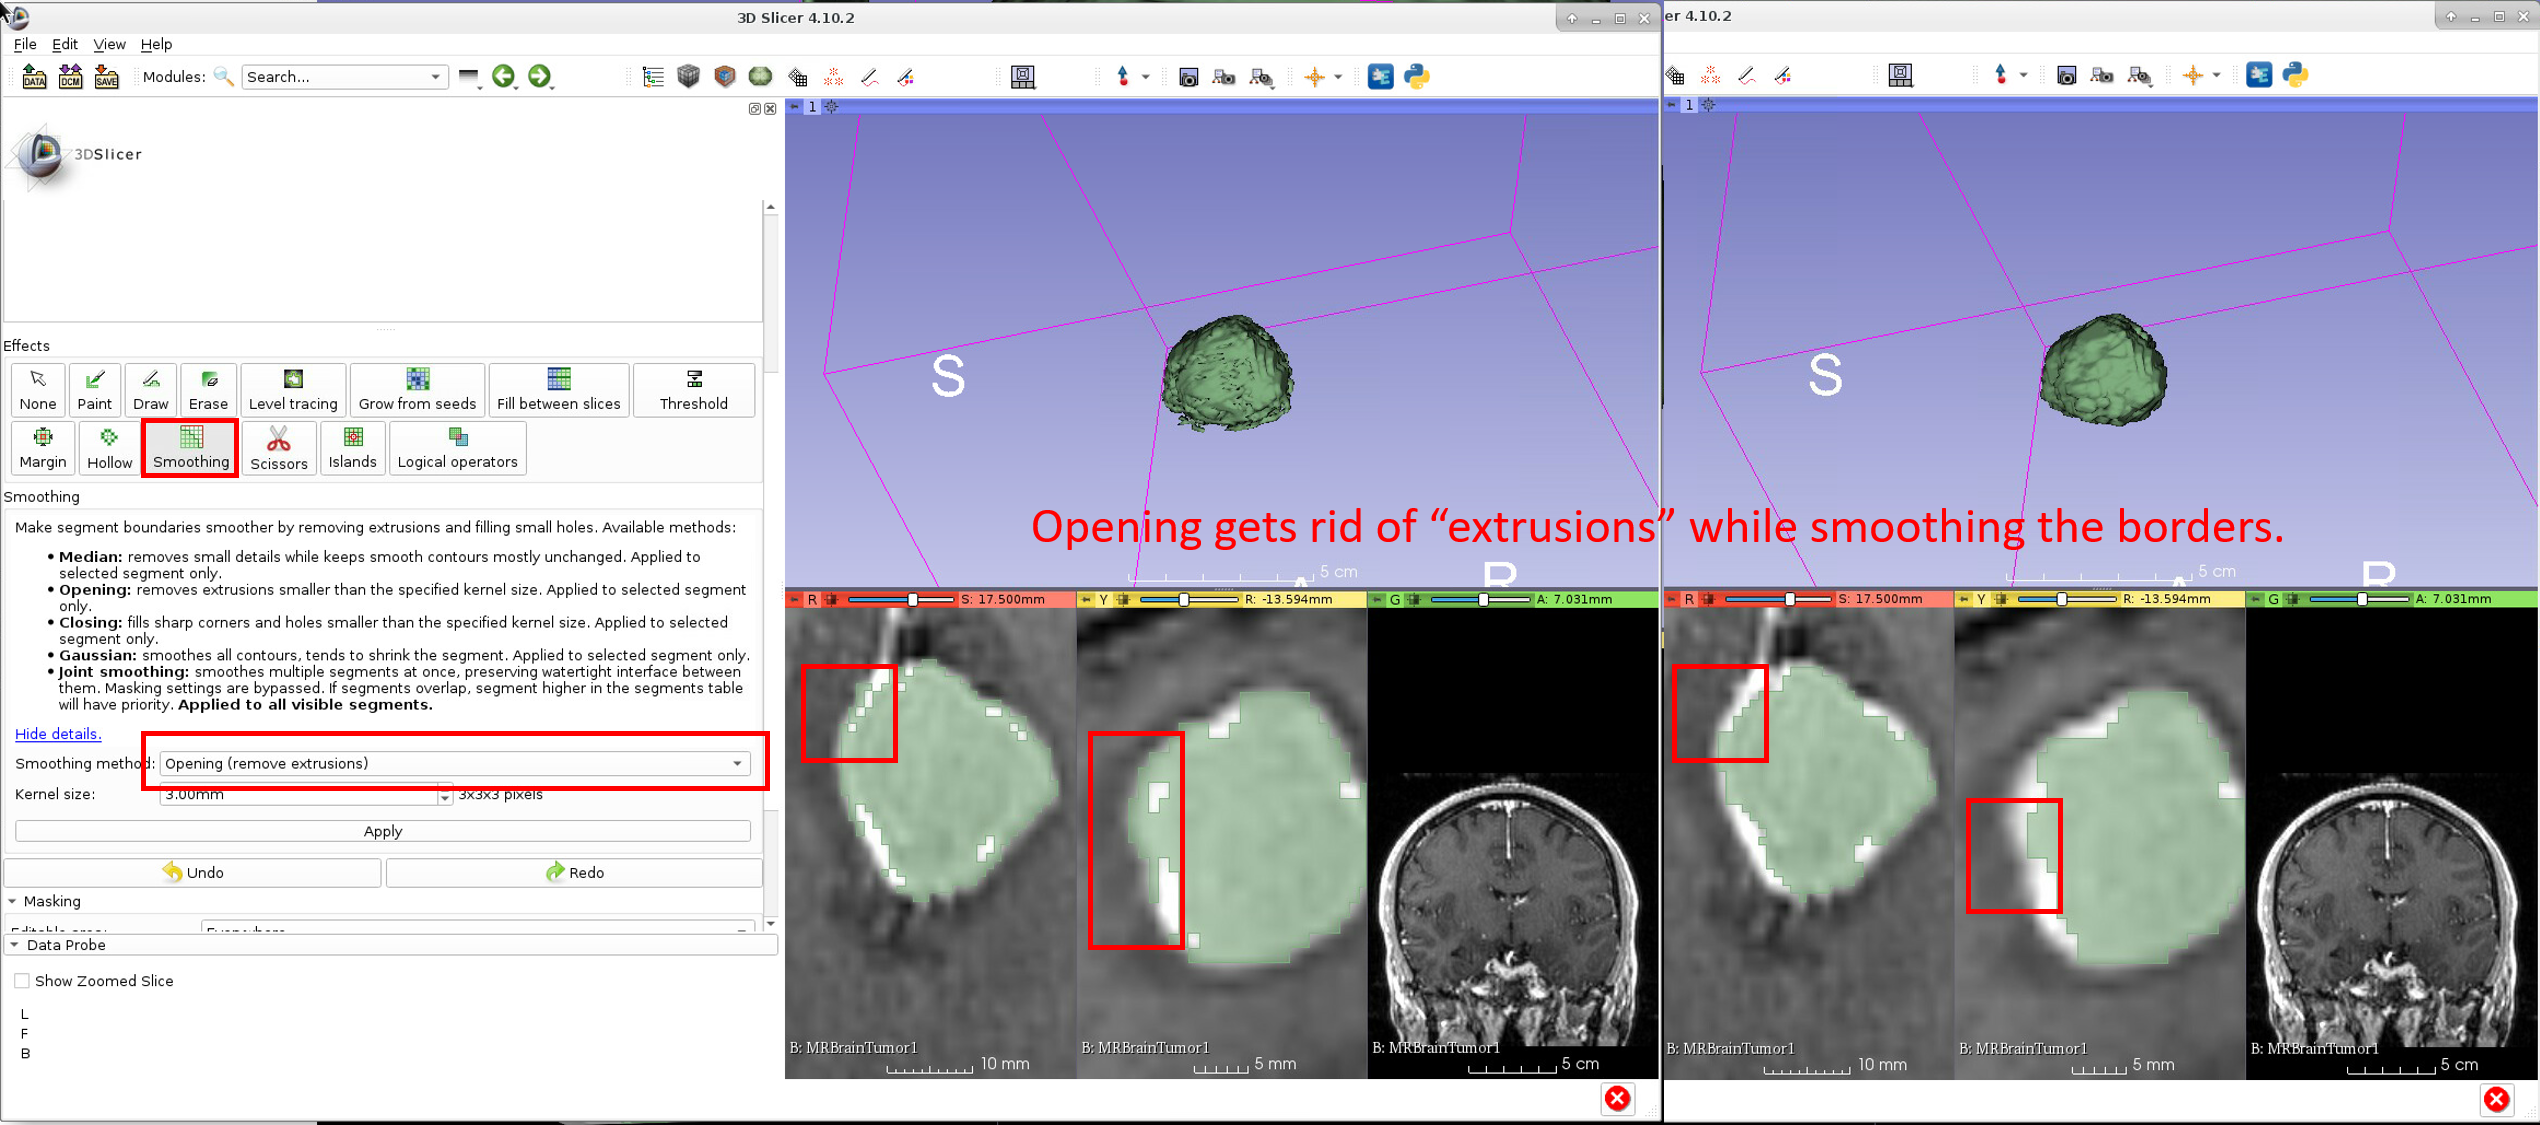 3D Slicer 4.10.2
er 4.10.2
File Edit View Help
DATA DCM SAVE Modules: Search...
1
1
3DSlicer
Effects
None Paint Draw Erase Level tracing Grow from seeds Fill between slices Threshold
Margin Hollow Smoothing Scissors Islands Logical operators
Smoothing
Make segment boundaries smoother by removing extrusions and filling small holes. Available methods:
• Median: removes small details while keeps smooth contours mostly unchanged. Applied to
selected segment only.
• Opening: removes extrusions smaller than the specified kernel size. Applied to selected segment
only.
• Closing: fills sharp corners and holes smaller than the specified kernel size. Applied to selected
segment only.
• Gaussian: smoothes all contours, tends to shrink the segment. Applied to selected segment only.
• Joint smoothing: smoothes multiple segments at once, preserving watertight interface between
them. Masking settings are bypassed. If segments overlap, segment higher in the segments table
will have priority. Applied to all visible segments.
Hide details.
Smoothing method: Opening (remove extrusions)
Kernel size: 3.00mm 3x3x3 pixels
Apply
Undo Redo
Masking
Data Probe
Show Zoomed Slice
L
F
B
S
S
Opening gets rid of “extrusions” while smoothing the borders.
5 cm
5 cm
R S: 17.500mm Y R: -13.594mm G A: 7.031mm
R S: 17.500mm Y R: -13.594mm G A: 7.031mm
B: MRBrainTumor1 B: MRBrainTumor1 B: MRBrainTumor1
10 mm 5 mm 5 cm
B: MRBrainTumor1 B: MRBrainTumor1 B: MRBrainTumor1
10 mm 5 mm 5 cm